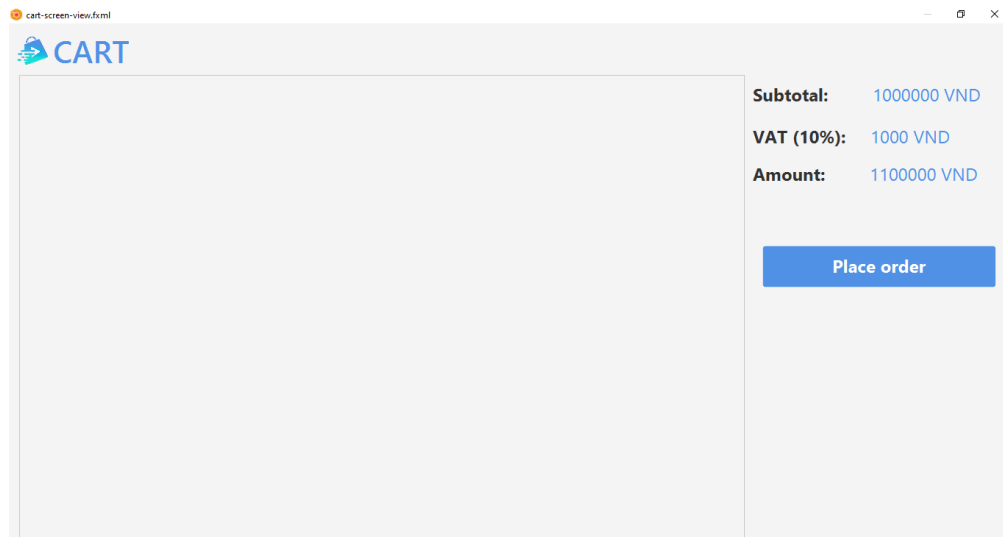 cart-screen-view.fxml
CART
Subtotal: 1000000 VND
VAT (10%): 1000 VND
Amount: 1100000 VND
Place order